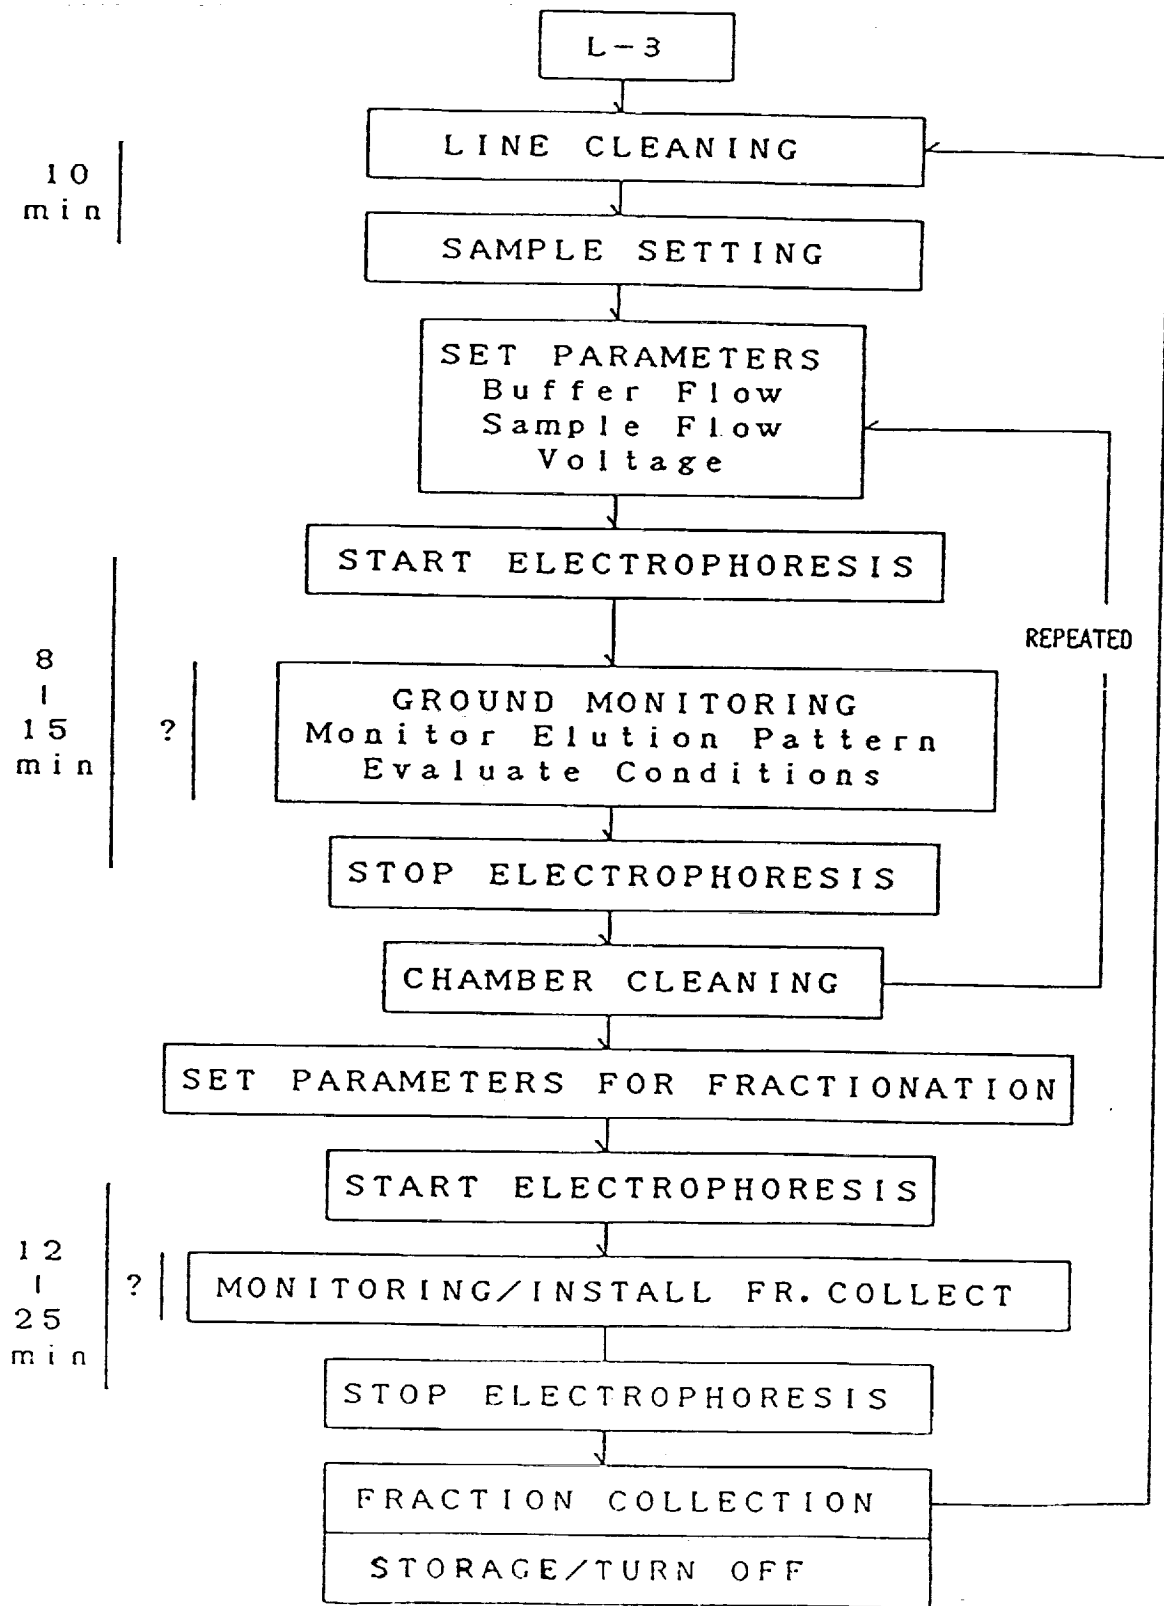 L-3
LINE CLEANING
10
min
SAMPLE SETTING
SET PARAMETERS
Buffer Flow
Sample Flow
Voltage
START ELECTROPHORESIS
REPEATED
8
|
15
min
?
GROUND MONITORING
Monitor Elution Pattern
Evaluate Conditions
STOP ELECTROPHORESIS
CHAMBER CLEANING
SET PARAMETERS FOR FRACTIONATION
START ELECTROPHORESIS
12
|
25
min
?
MONITORING/INSTALL FR.COLLECT
STOP ELECTROPHORESIS
FRACTION COLLECTION
STORAGE/TURN OFF